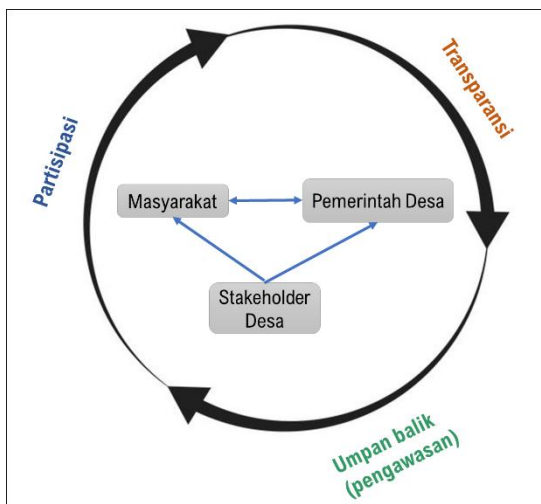 Partisipasi
Transparansi
Masyarakat
Pemerintah Desa
Stakeholder
Desa
Umpan balik
(pengawasan)